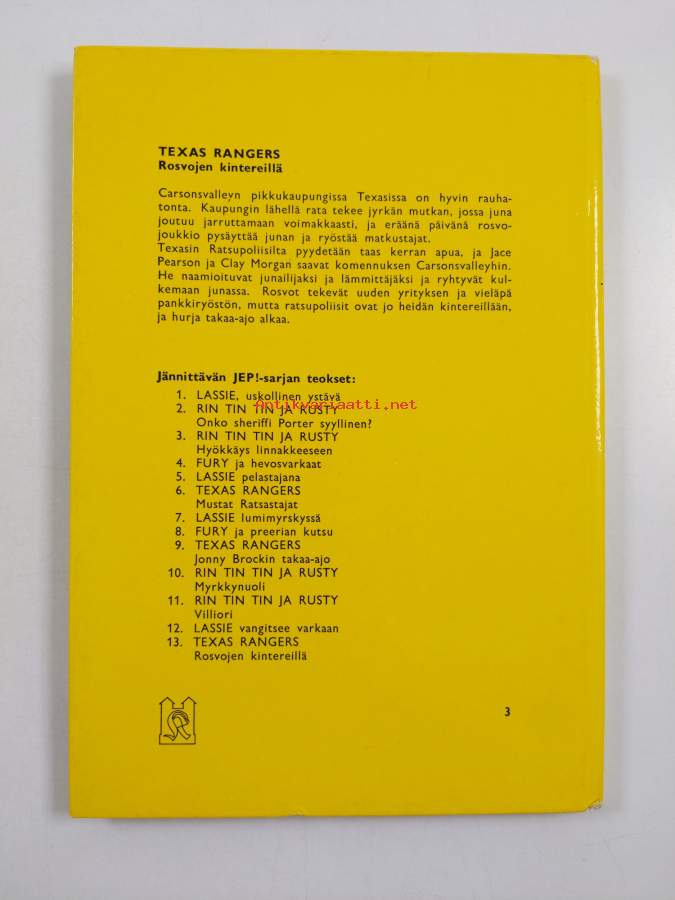 TEXAS RANGERS
Rosvojen kintereillä
Carsonsvalleyn pikkukaupungissa Texasissa on hyvin rauha-
tonta. Kaupungin lähellä rata tekee jyrkän mutkan, jossa juna
joutuu jarruttamaan voimakkaasti, ja eräänä päivänä rosvo-
joukkio pysäyttää junan ja ryöstää matkustajat.
Texasin Ratsupoliisilta pyydetään taas kerran apua, ja Jace
Pearson ja Clay Morgan saavat komennuksen Carsonsvalleyhin.
He naamioituvat junailijaksi ja lämmittäjäksi ja ryhtyvät kul-
kemaan junassa. Rosvot tekevät uuden yrityksen ja vieläpä
pankkiryöstön, mutta ratsupoliisit ovat jo heidän kintereillään,
ja hurja takaa-ajo alkaa.
Jännittävän JEP!-sarjan teokset:
1. LASSIE, uskollinen ystävä
Antikvariaatti.net
2. RIN TIN TIN JA RUSTY
Onko sheriffi Porter syyllinen?
3. RIN TIN TIN JA RUSTY
Hyökkäys linnakkeeseen
4. FURY ja hevosvarkaat
5. LASSIE pelastajana
6. TEXAS RANGERS
Mustat Ratsastajat
7. LASSIE lumimyrskyssä
8. FURY ja preerian kutsu
9. TEXAS RANGERS
Jonny Brockin takaa-ajo
10. RIN TIN TIN JA RUSTY
Myrkkynuoli
11. RIN TIN TIN JA RUSTY
Villiori
12. LASSIE vangitsee varkaan
13. TEXAS RANGERS
Rosvojen kintereillä
3